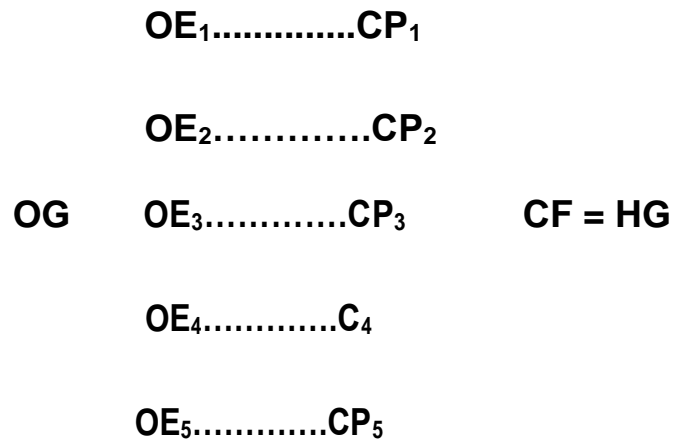 OE₁..............CP₁
OE₂………….CP₂
OG OE₃………….CP₃ CF = HG
OE₄………….C₄
OE₅………….CP₅